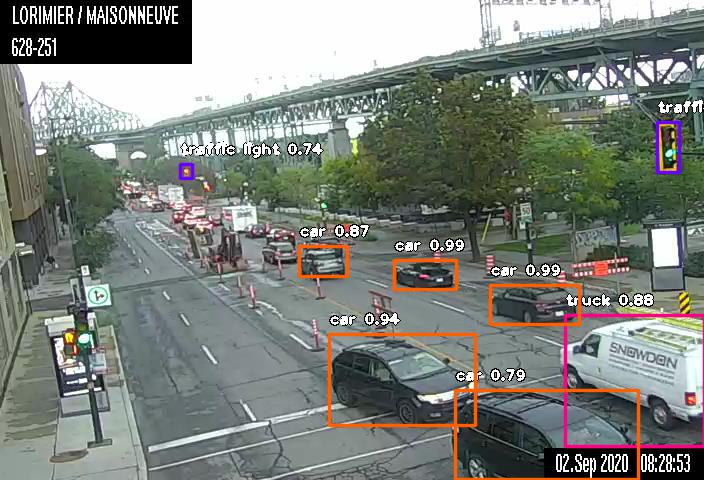 LORIMIER / MAISONNEUVE
628-251
traffic light 0.74
traffi
car 0.87
car 0.99
car 0.99
truck 0.88
car 0.94
SNOWDON
car 0.79
02.Sep 2020 08:28:53